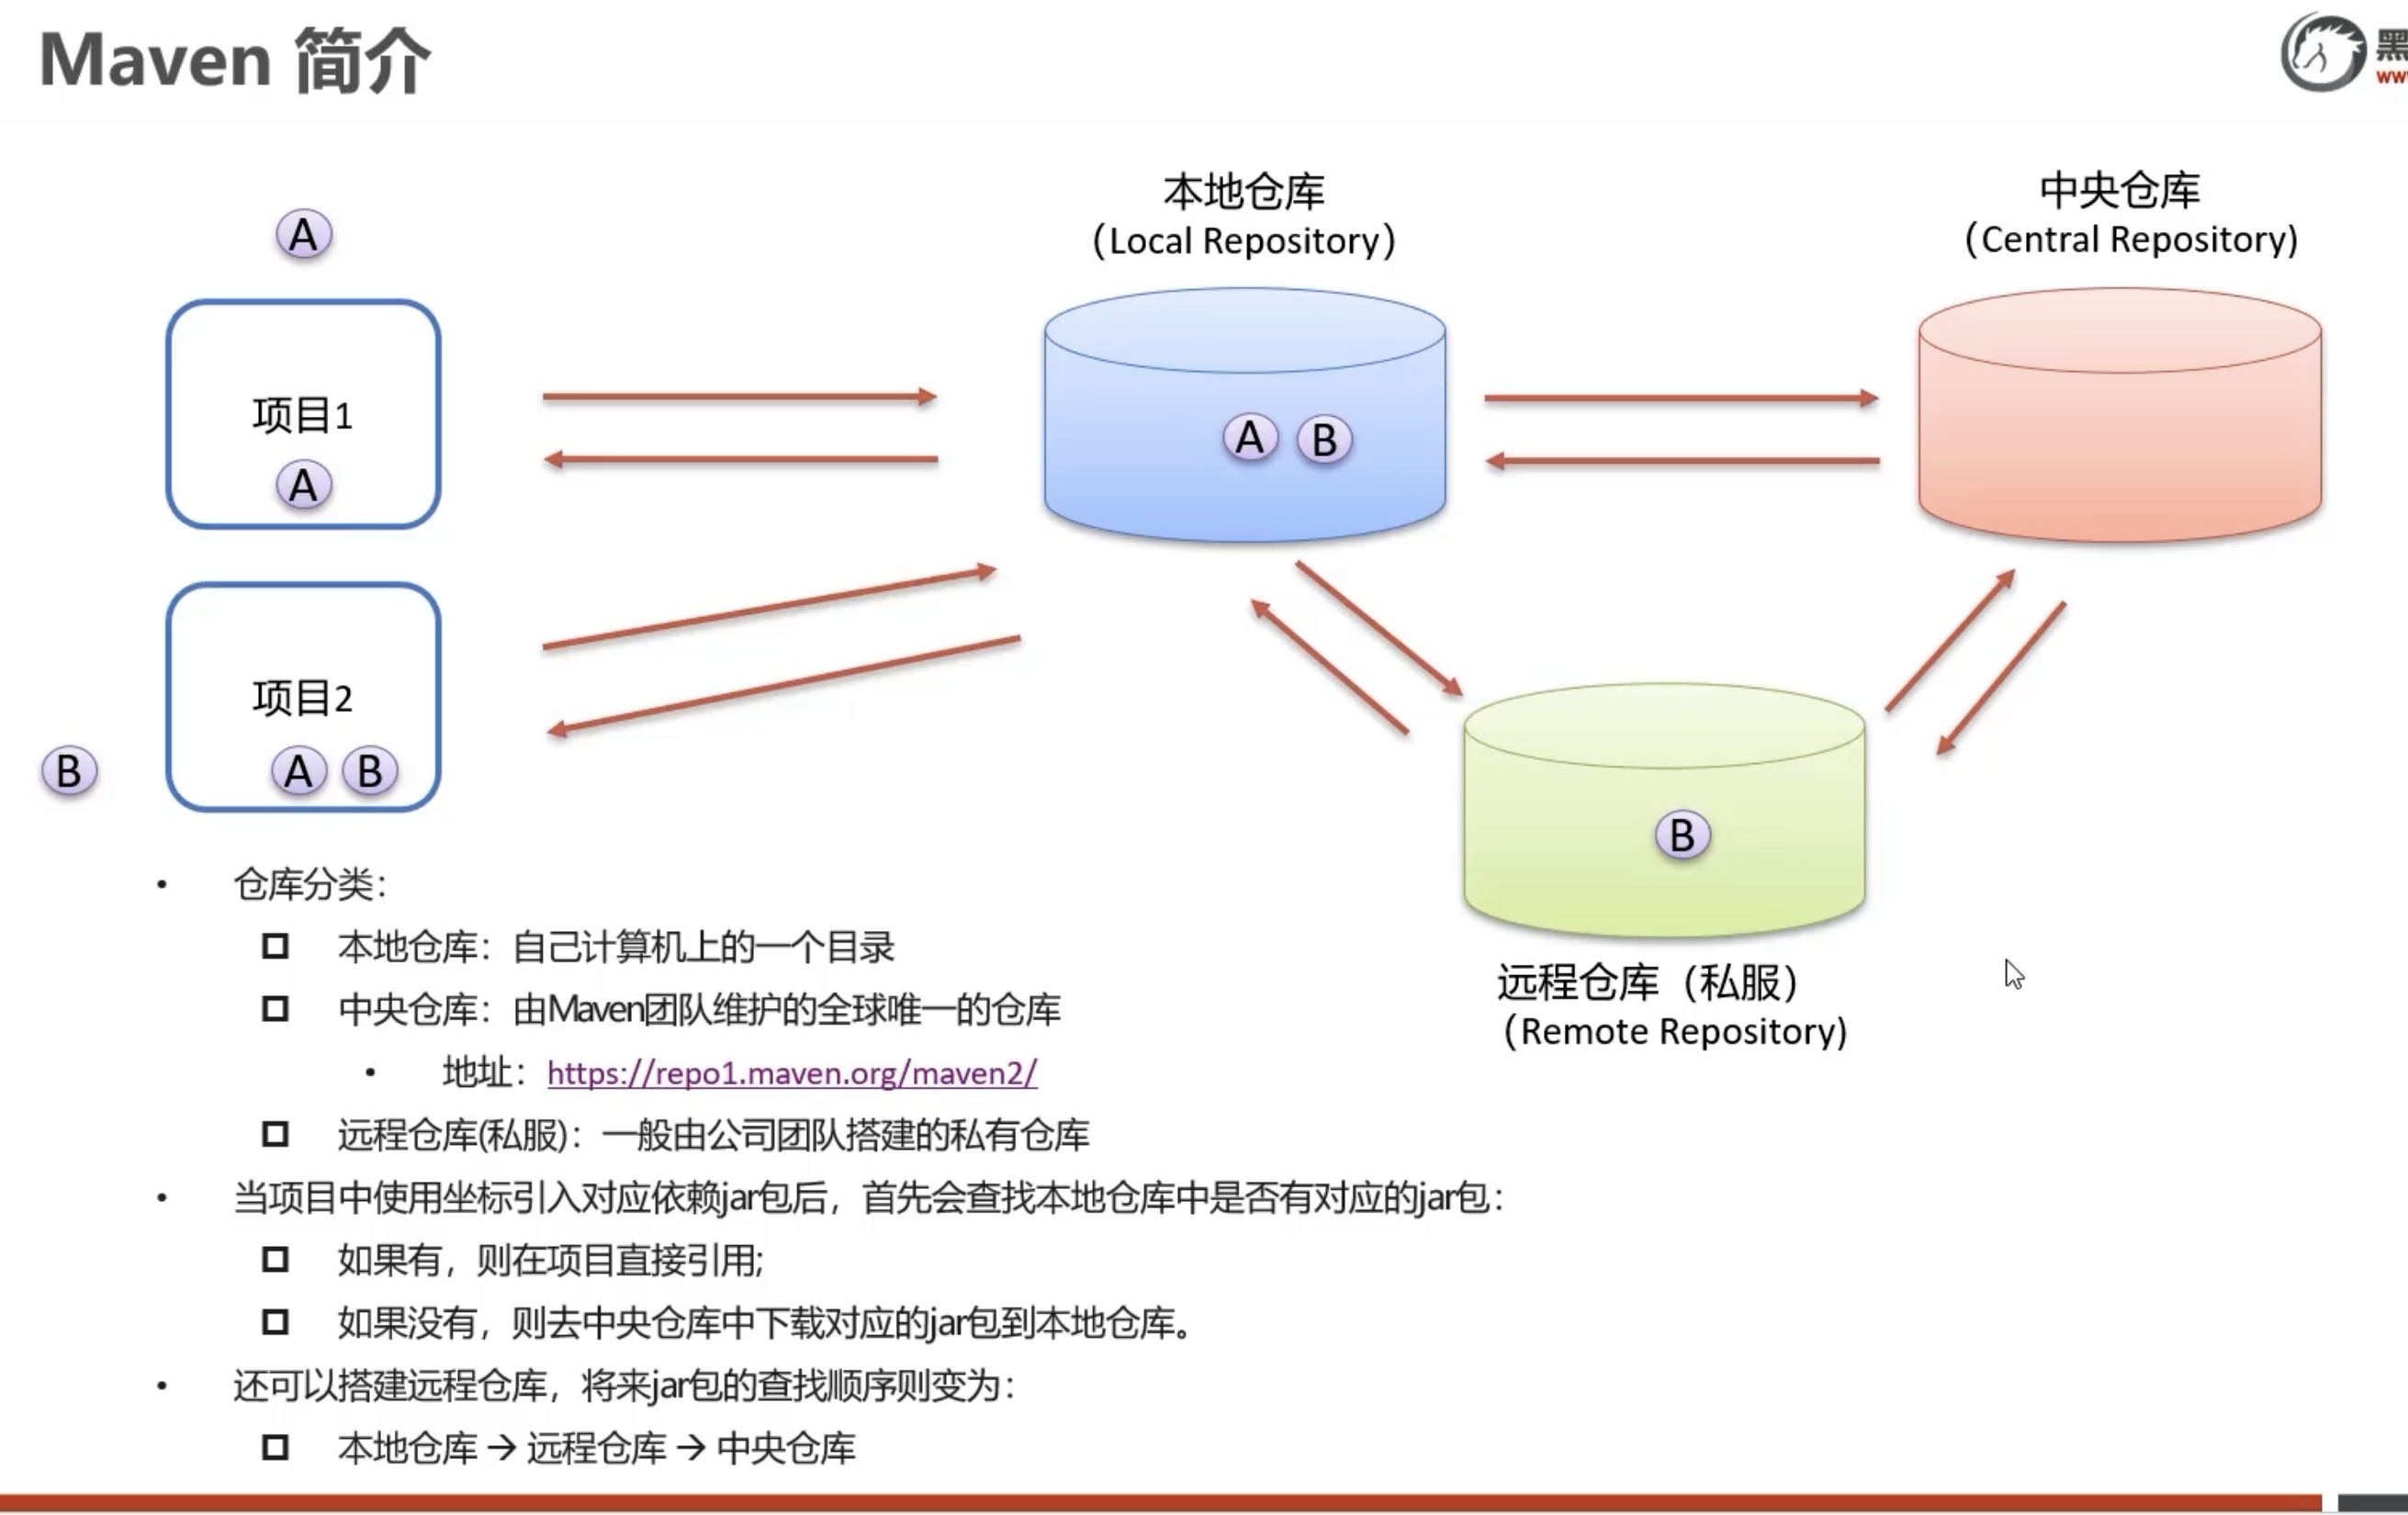 Maven 简介
黑
ww
本地仓库
(Local Repository)
中央仓库
(Central Repository)
A
项目1
A
A B
项目2
A B
B
B
远程仓库（私服）
(Remote Repository)
• 仓库分类：
本地仓库：自己计算机上的一个目录
中央仓库：由Maven团队维护的全球唯一的仓库
• 地址：https://repo1.maven.org/maven2/
远程仓库(私服)：一般由公司团队搭建的私有仓库
• 当项目中使用坐标引入对应依赖jar包后，首先会查找本地仓库中是否有对应的jar包：
如果有，则在项目直接引用;
如果没有，则去中央仓库中下载对应的jar包到本地仓库。
• 还可以搭建远程仓库，将来jar包的查找顺序则变为：
本地仓库 → 远程仓库 → 中央仓库